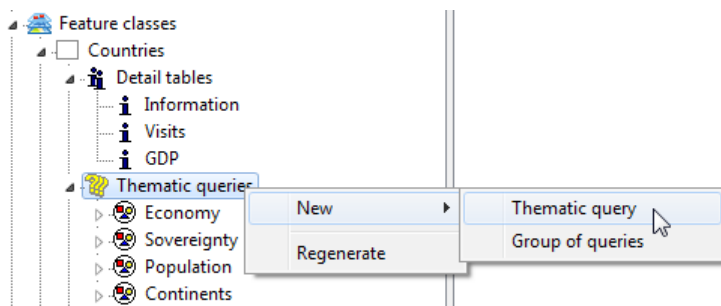 Feature classes
Countries
Detail tables
Information
Visits
GDP
Thematic queries
Economy
Sovereignty
Population
Continents
New
Regenerate
Thematic query
Group of queries